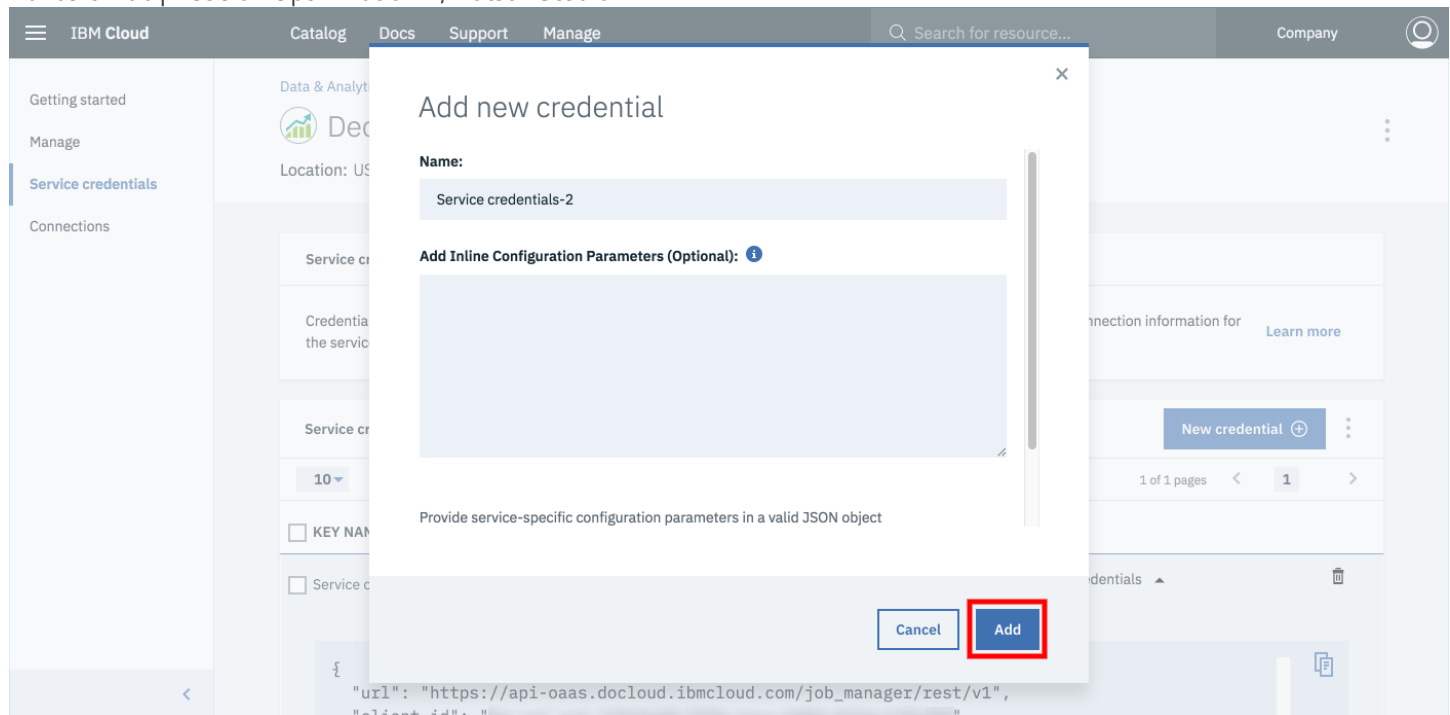 IBM Cloud Catalog Docs Support Manage Search for resource... Company
Getting started
Manage
Service credentials
Connections
Data & Analyt
Dec
Location: US
Add new credential
Name:
Service credentials-2
Add Inline Configuration Parameters (Optional):
Provide service-specific configuration parameters in a valid JSON object
Cancel Add
Service cr
Credentia
the servic
nnection information for
Learn more
Service cr
New credential
10
1 of 1 pages 1
KEY NAM
Service c
dentials
{
"url": "https://api-oaas.docloud.ibmcloud.com/job_manager/rest/v1",